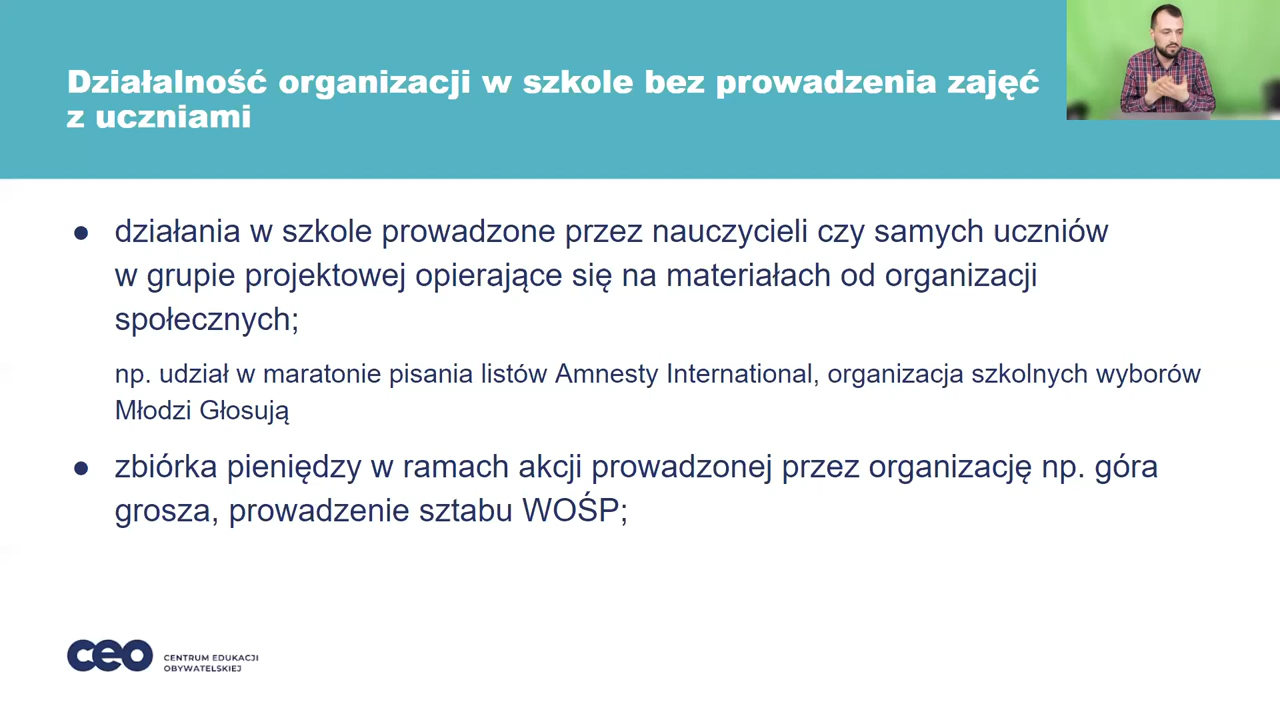 Działalność organizacji w szkole bez prowadzenia zajęć
z uczniami
● działania w szkole prowadzone przez nauczycieli czy samych uczniów
w grupie projektowej opierające się na materiałach od organizacji
społecznych;
np. udział w maratonie pisania listów Amnesty International, organizacja szkolnych wyborów
Młodzi Głosują
● zbiórka pieniędzy w ramach akcji prowadzonej przez organizację np. góra
grosza, prowadzenie sztabu WOŚP;
ceo CENTRUM EDUKACJI
OBYWATELSKIEJ